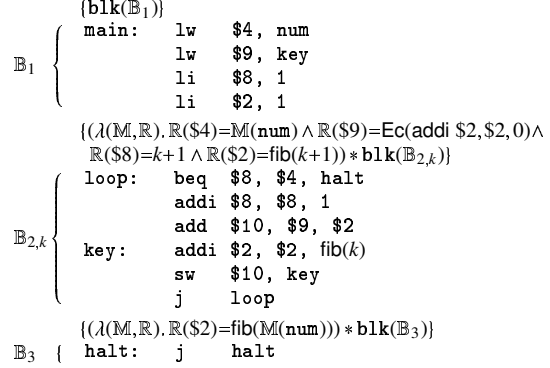 {blk(𝔹₁)}
main: lw $4, num
lw $9, key
𝔹₁ { li $8, 1
li $2, 1
{(λ(𝕄,ℝ). ℝ($4)=𝕄(num) ∧ ℝ($9)=Ec(addi $2,$2,0)∧
ℝ($8)=k+1 ∧ ℝ($2)=fib(k+1)) ∗ blk(𝔹₂,ₖ)}
loop: beq $8, $4, halt
addi $8, $8, 1
add $10, $9, $2
𝔹₂,ₖ { key: addi $2, $2, fib(k)
sw $10, key
j loop
{(λ(𝕄,ℝ). ℝ($2)=fib(𝕄(num))) ∗ blk(𝔹₃)}
𝔹₃ { halt: j halt